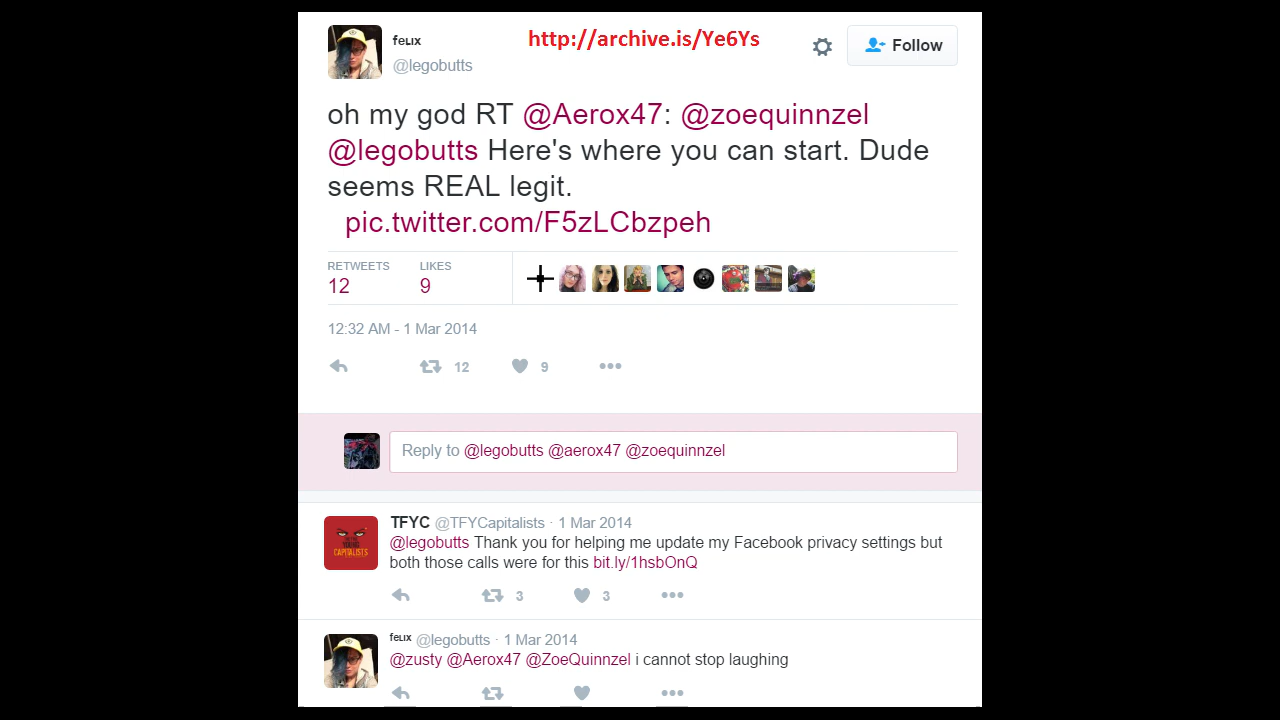 feLIX
http://archive.is/Ye6Ys
Follow
@legobutts
oh my god RT @Aerox47: @zoequinnzel
@legobutts Here's where you can start. Dude
seems REAL legit.
pic.twitter.com/F5zLCbzpeh
RETWEETS
LIKES
12
9
12:32 AM - 1 Mar 2014
12
9
Reply to @legobutts @aerox47 @zoequinnzel
TFYC @TFYCapitalists · 1 Mar 2014
@legobutts Thank you for helping me update my Facebook privacy settings but
both those calls were for this bit.ly/1hsbOnQ
3
3
feLIX @legobutts · 1 Mar 2014
@zusty @Aerox47 @ZoeQuinnzel i cannot stop laughing